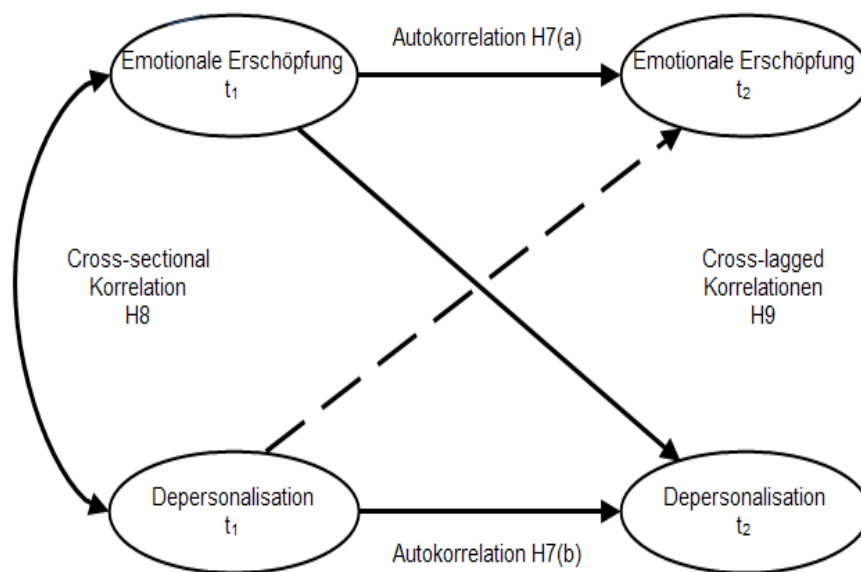 Autokorrelation H7(a)
Emotionale Erschöpfung
t₁
Emotionale Erschöpfung
t₂
Cross-sectional
Korrelation
H8
Cross-lagged
Korrelationen
H9
Depersonalisation
t₁
Depersonalisation
t₂
Autokorrelation H7(b)